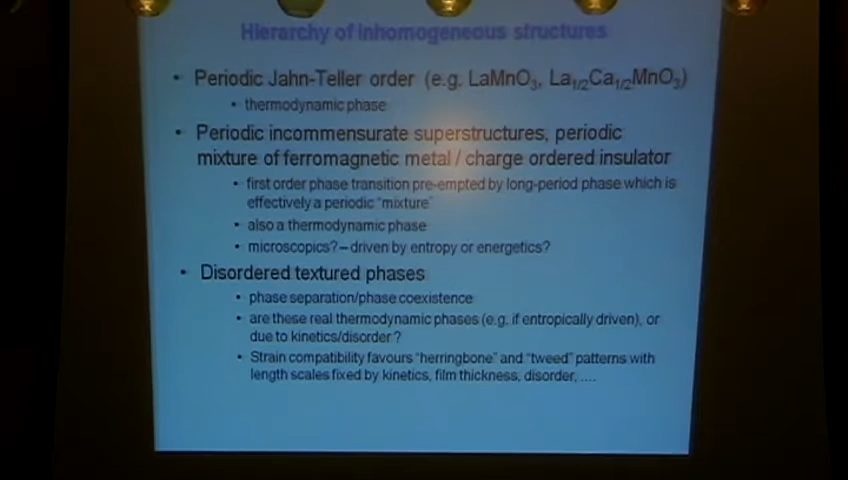 Hierarchy of inhomogeneous structures
• Periodic Jahn-Teller order (e.g. LaMnO₃, La₁/₂Ca₁/₂MnO₃)
• thermodynamic phase
• Periodic incommensurate superstructures, periodic
mixture of ferromagnetic metal / charge ordered insulator
• first order phase transition pre-empted by long-period phase which is
effectively a periodic "mixture"
• also a thermodynamic phase
• microscopics? – driven by entropy or energetics?
• Disordered textured phases
• phase separation/phase coexistence
• are these real thermodynamic phases (e.g. if entropically driven), or
due to kinetics/disorder?
• Strain compatibility favours "herringbone" and "tweed" patterns with
length scales fixed by kinetics, film thickness, disorder, ....